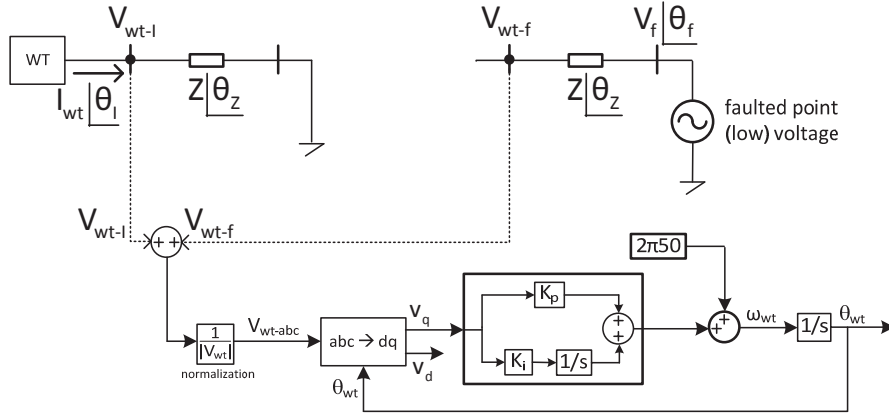 V_wt-I
WT
I_wt|θ_I
Z|θ_Z
V_wt-f
V_f|θ_f
Z|θ_Z
faulted point
(low) voltage
V_wt-I
+ +
V_wt-f
2π50
1
|V_wt|
normalization
V_wt-abc
abc → dq
v_q
v_d
θ_wt
K_p
K_i
1/s
+
+
+
+
ω_wt
1/s
θ_wt